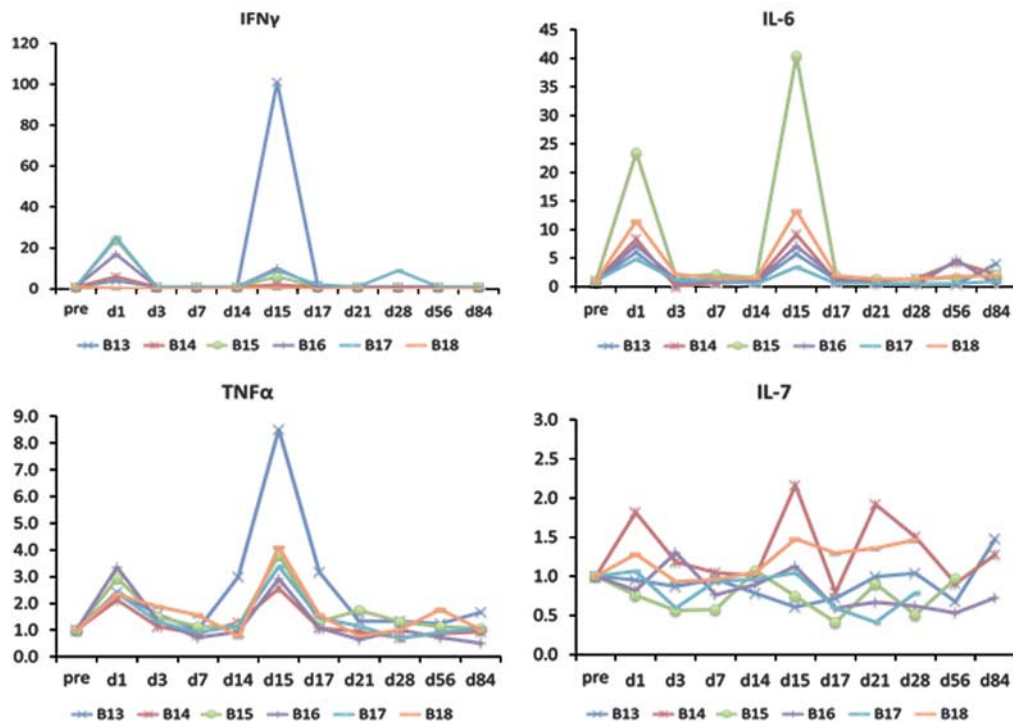 IFNγ
120
100
80
60
40
20
0
pre d1 d3 d7 d14 d15 d17 d21 d28 d56 d84
B13 B14 B15 B16 B17 B18
IL-6
45
40
35
30
25
20
15
10
5
0
pre d1 d3 d7 d14 d15 d17 d21 d28 d56 d84
B13 B14 B15 B16 B17 B18
TNFα
9.0
8.0
7.0
6.0
5.0
4.0
3.0
2.0
1.0
0.0
pre d1 d3 d7 d14 d15 d17 d21 d28 d56 d84
B13 B14 B15 B16 B17 B18
IL-7
3.0
2.5
2.0
1.5
1.0
0.5
0.0
pre d1 d3 d7 d14 d15 d17 d21 d28 d56 d84
B13 B14 B15 B16 B17 B18